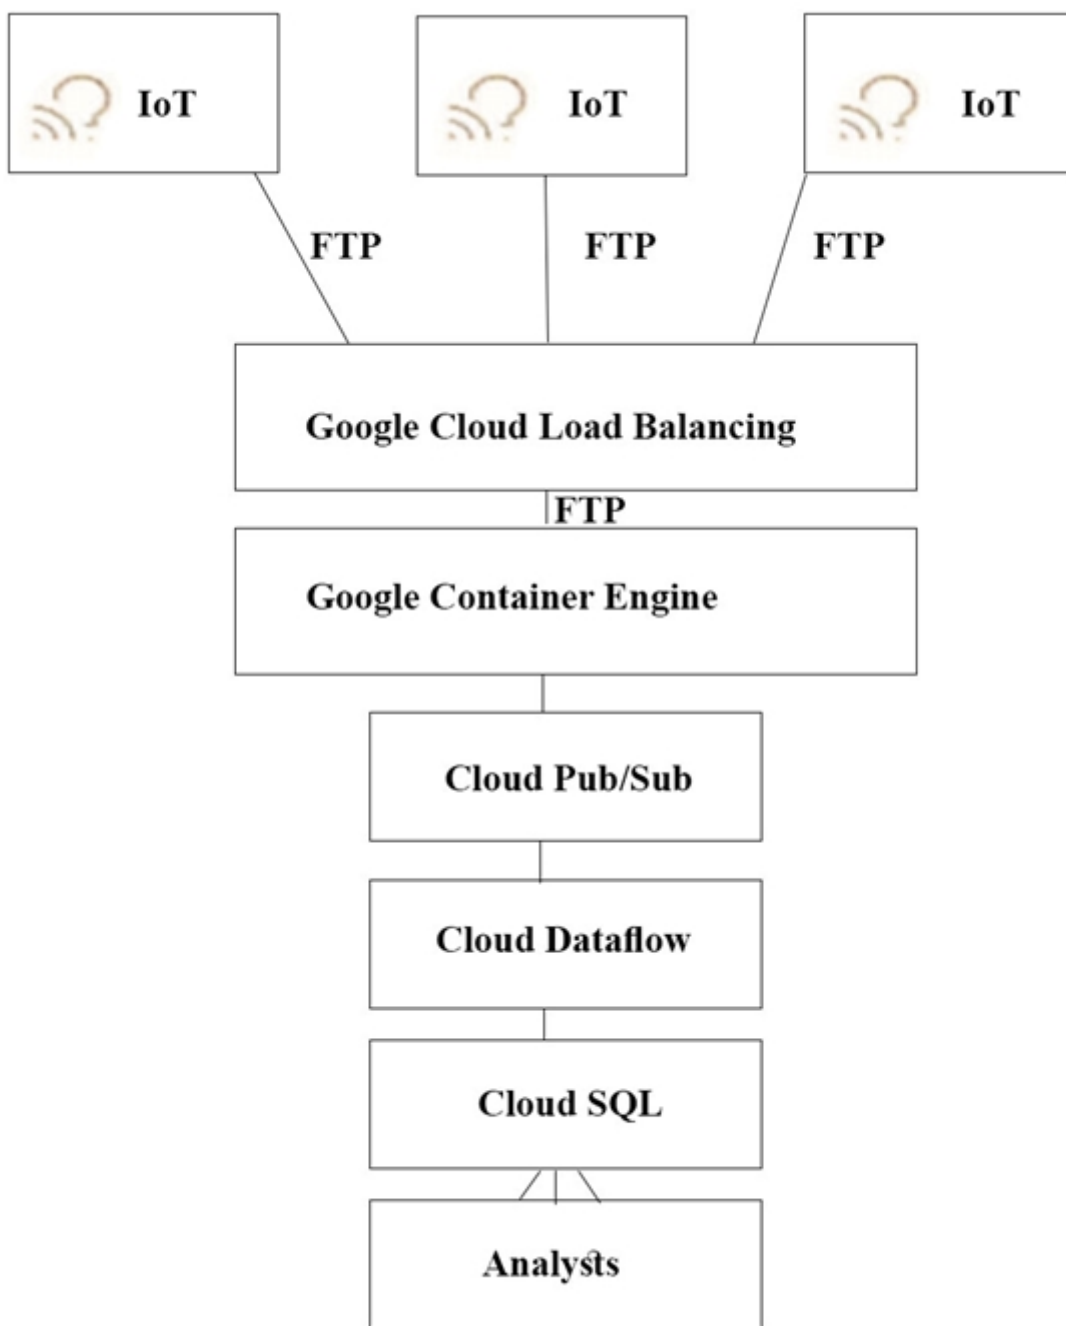 IoT
IoT
IoT
FTP
FTP
FTP
Google Cloud Load Balancing
FTP
Google Container Engine
Cloud Pub/Sub
Cloud Dataflow
Cloud SQL
Analysts